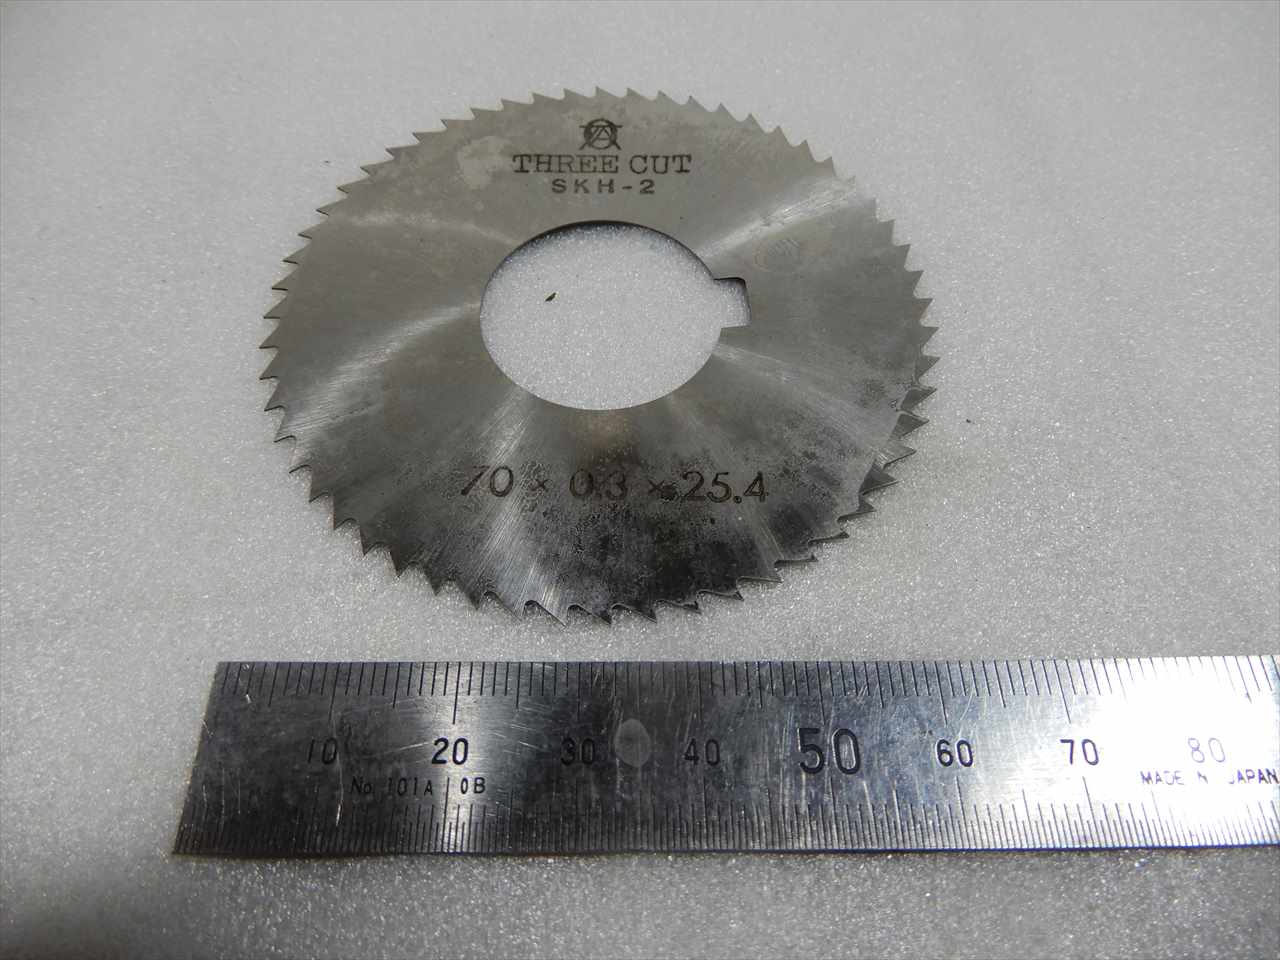 THREE CUT
SKH-2
70 × 0.3 × 25.4
10 20 30 40 50 60 70 80
No. 101A 0B
MADE IN JAPAN